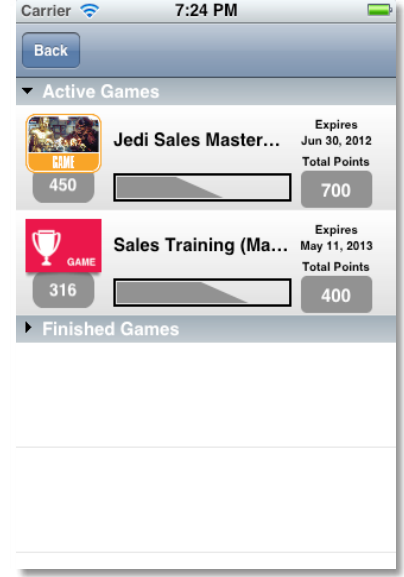 Carrier 7:24 PM
Back
Active Games
GAME
450
Jedi Sales Master...
Expires
Jun 30, 2012
Total Points
700
GAME
316
Sales Training (Ma...
Expires
May 11, 2013
Total Points
400
Finished Games